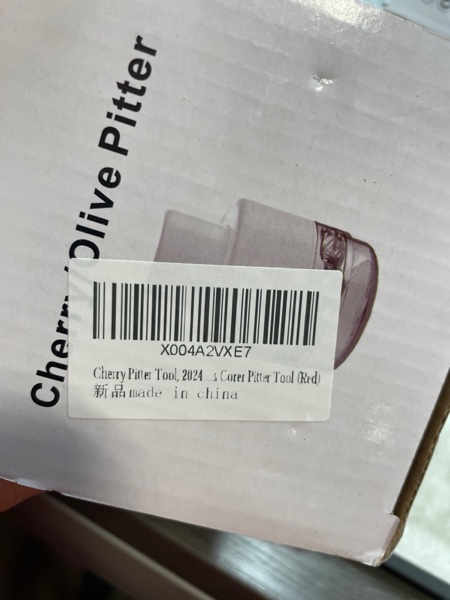 Cherry/Olive Pitter
X004A2VXE7
Cherry Pitter Tool, 2024...s Corer Pitter Tool (Red)
新品made in china